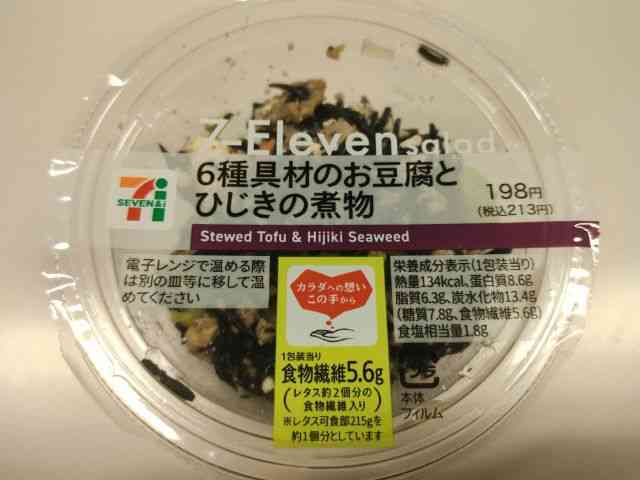 7-Eleven salad
6種具材のお豆腐と
ひじきの煮物
198円
(税込213円)
SEVEN&i
Stewed Tofu & Hijiki Seaweed
電子レンジで温める際
は別の皿等に移して温
めてください
カラダへの想い
この手から
1包装当り
食物繊維5.6g
(レタス約2個分の
食物繊維入り)
※レタス可食部215gを
約1個分としています
栄養成分表示(1包装当り)
熱量134kcal、蛋白質8.6g
脂質6.3g、炭水化物13.4g
(糖質7.8g、食物繊維5.6g)
食塩相当量1.8g
プラ
本体
フィルム